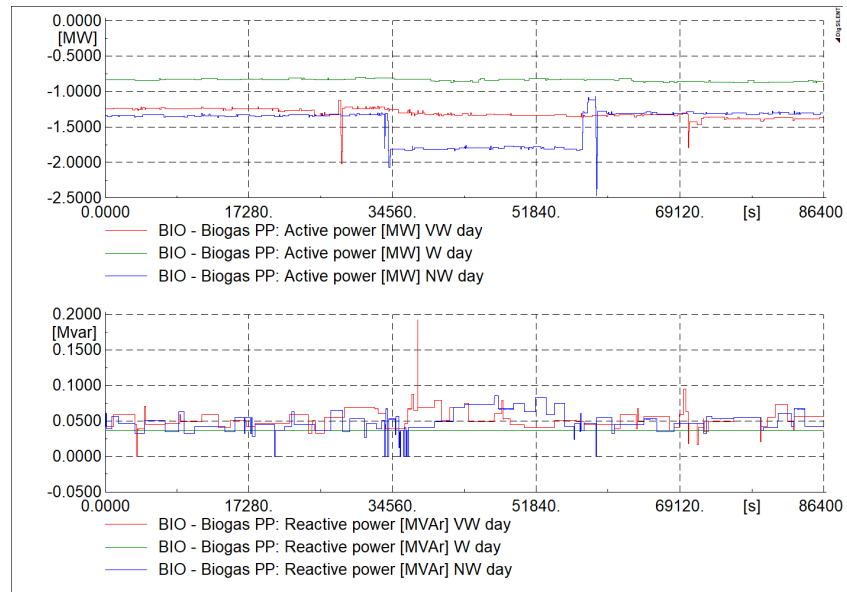 0.0000
[MW]
-0.5000
-1.0000
-1.5000
-2.0000
-2.5000
0.0000 17280. 34560. 51840. 69120. [s] 86400
BIO - Biogas PP: Active power [MW] VW day
BIO - Biogas PP: Active power [MW] W day
BIO - Biogas PP: Active power [MW] NW day
DIgSILENT
0.2000
[Mvar]
0.1500
0.1000
0.0500
0.0000
-0.0500
0.0000 17280. 34560. 51840. 69120. [s] 86400
BIO - Biogas PP: Reactive power [MVAr] VW day
BIO - Biogas PP: Reactive power [MVAr] W day
BIO - Biogas PP: Reactive power [MVAr] NW day